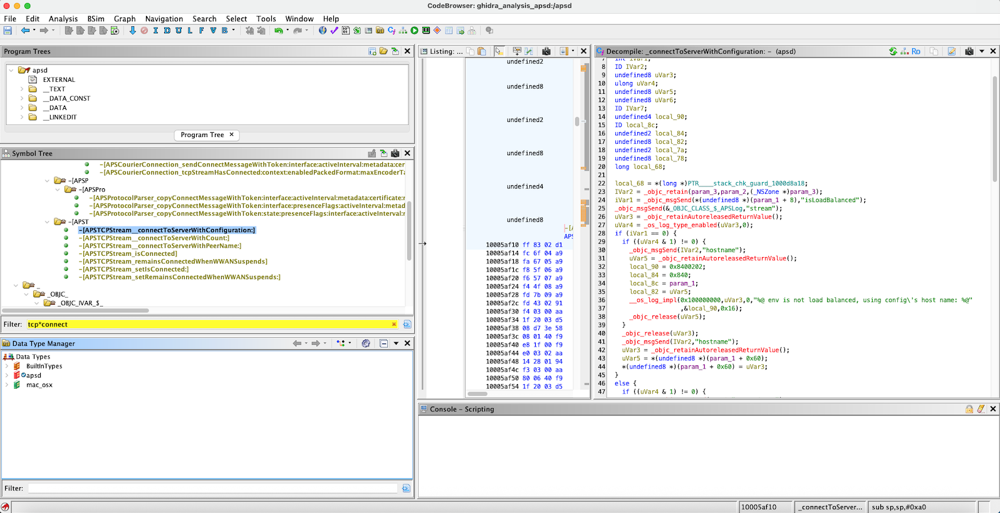 CodeBrowser: ghidra_analysis_apsd:/apsd
File Edit Analysis BSim Graph Navigation Search Select Tools Window Help
I D U L F V B
Program Trees
apsd
EXTERNAL
__TEXT
__DATA_CONST
__DATA
__LINKEDIT
Program Tree ×
Symbol Tree
-[APSCourierConnection_sendConnectMessageWithToken:interface:activeInterval:metadata:cer
-[APSCourierConnection_tcpStreamHasConnected:context:enabledPackedFormat:maxEncoderTa
-[APSP
-[APSPro
-[APSProtocolParser_copyConnectMessageWithToken:interface:activeInterval:metadata:certificate:r
-[APSProtocolParser_copyConnectMessageWithToken:interface:presenceFlags:activeInterval:metad
-[APSProtocolParser_copyConnectMessageWithToken:state:presenceFlags:interface:activeInterval:r
-[APST
-[APSTCPStream__connectToServerWithConfiguration:]
-[APSTCPStream__connectToServerWithCount:]
-[APSTCPStream__connectToServerWithPeerName:]
-[APSTCPStream_isConnected]
-[APSTCPStream_remainsConnectedWhenWWANSuspends]
-[APSTCPStream_setIsConnected:]
-[APSTCPStream_setRemainsConnectedWhenWWANSuspends:]
_
_OBJC_
_OBJC_IVAR_$_
Filter: tcp*connect
Data Type Manager
Data Types
BuiltInTypes
apsd
mac_osx
Filter:
Listing: ...
undefined2
undefined8
undefined2
undefined8
undefined4
undefined8
-[A
APS
10005af10 ff 83 02 d1
10005af14 fc 6f 04 a9
10005af18 fa 67 05 a9
10005af1c f8 5f 06 a9
10005af20 f6 57 07 a9
10005af24 f4 4f 08 a9
10005af28 fd 7b 09 a9
10005af2c fd 43 02 91
10005af30 f4 03 00 aa
10005af34 1f 20 03 d5
10005af38 08 d7 3e 58
10005af3c 08 01 40 f9
10005af40 e8 1f 00 f9
10005af44 e0 03 02 aa
10005af48 14 28 01 94
10005af4c f3 03 00 aa
10005af50 80 06 40 f9
10005af54 1f 20 03 d5
Decompile: _connectToServerWithConfiguration: - (apsd)
Ro
7 int iVar1;
8 ID IVar2;
9 undefined8 uVar3;
10 ulong uVar4;
11 undefined8 uVar5;
12 undefined8 uVar6;
13 ID IVar7;
14 undefined4 local_90;
15 ID local_8c;
16 undefined2 local_84;
17 undefined8 local_82;
18 undefined2 local_7a;
19 undefined8 local_78;
20 long local_68;
21
22 local_68 = *(long *)PTR____stack_chk_guard_1000d8a18;
23 IVar2 = _objc_retain(param_3,param_2,(_NSZone *)param_3);
24 iVar1 = _objc_msgSend(*(undefined8 *)(param_1 + 8),"isLoadBalanced");
25 _objc_msgSend(&_OBJC_CLASS_$_APSLog,"stream");
26 uVar3 = _objc_retainAutoreleasedReturnValue();
27 uVar4 = _os_log_type_enabled(uVar3,0);
28 if (iVar1 == 0) {
29 if ((uVar4 & 1) != 0) {
30 _objc_msgSend(IVar2,"hostname");
31 uVar5 = _objc_retainAutoreleasedReturnValue();
32 local_90 = 0x8400202;
33 local_84 = 0x840;
34 local_8c = param_1;
35 local_82 = uVar5;
36 __os_log_impl(0x100000000,uVar3,0,"%@ env is not load balanced, using config\'s host name: %@"
37 ,&local_90,0x16);
38 _objc_release(uVar5);
39 }
40 _objc_release(uVar3);
41 _objc_msgSend(IVar2,"hostname");
42 uVar3 = _objc_retainAutoreleasedReturnValue();
43 uVar5 = *(undefined8 *)(param_1 + 0x60);
44 *(undefined8 *)(param_1 + 0x60) = uVar3;
45 }
46 else {
47 if ((uVar4 & 1) != 0) {
Console - Scripting
10005af10 _connectToServer... sub sp,sp,#0xa0